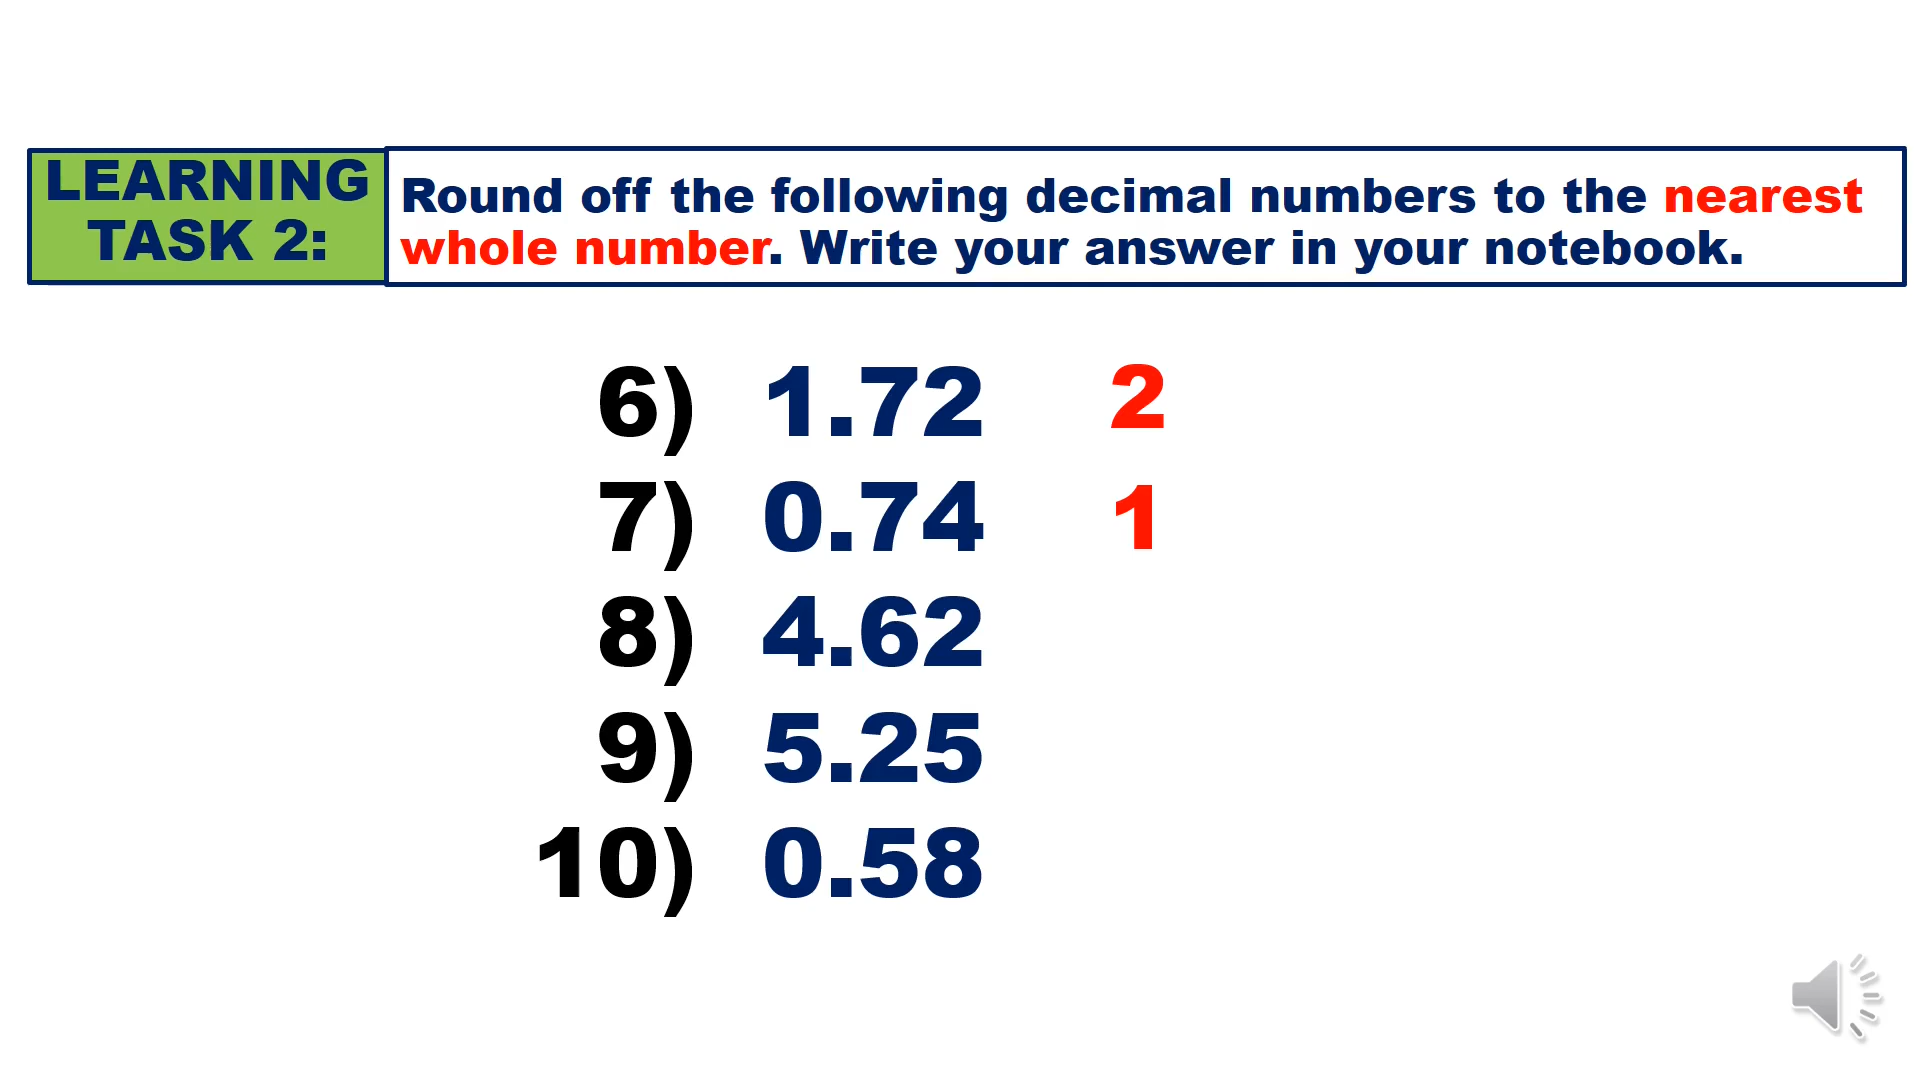 LEARNING
TASK 2:
Round off the following decimal numbers to the nearest
whole number. Write your answer in your notebook.
6) 1.72 2
7) 0.74 1
8) 4.62
9) 5.25
10) 0.58